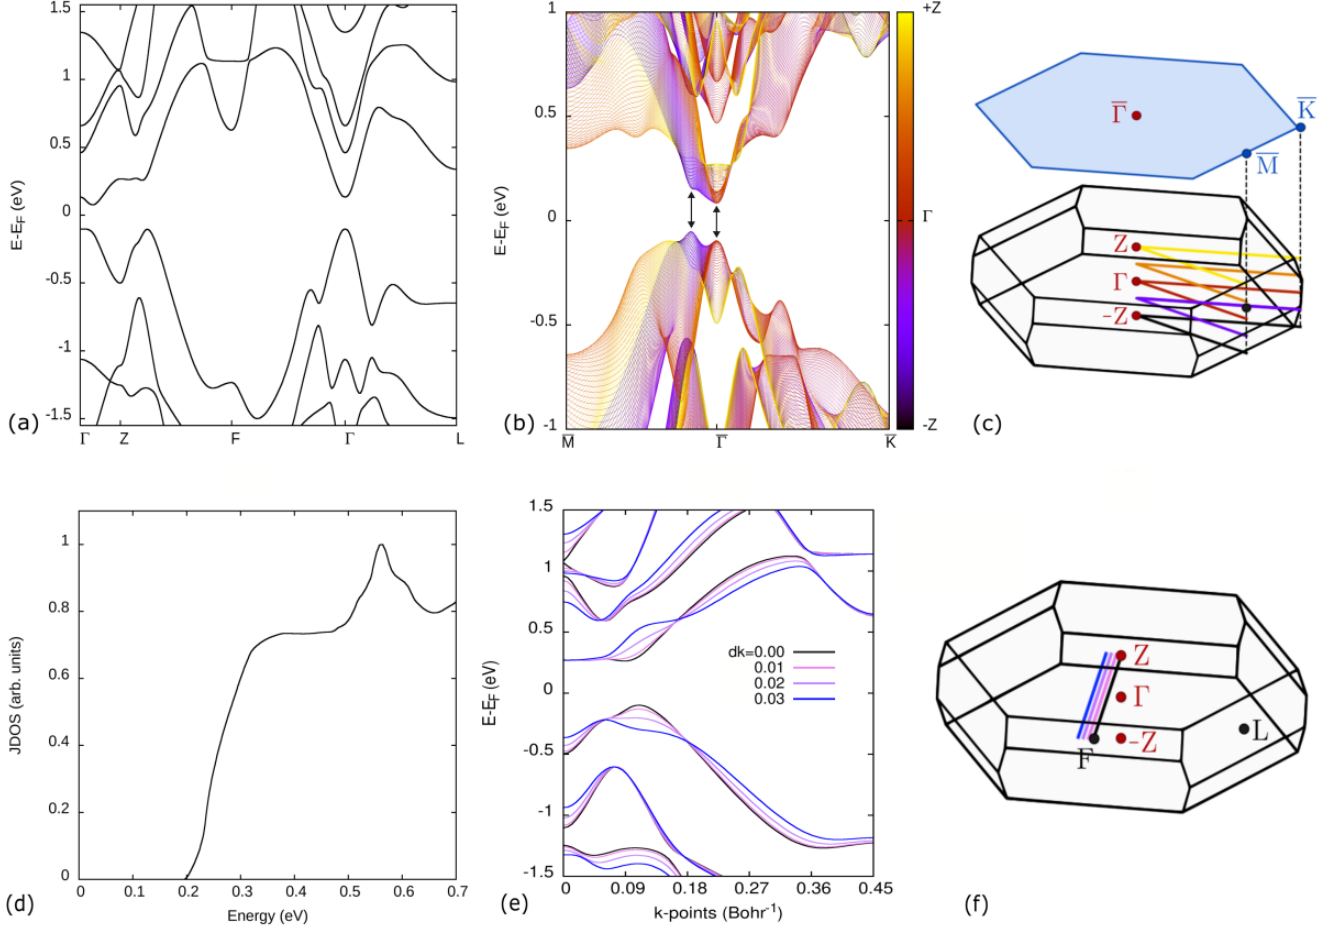 1.5
1
0.5
0
-0.5
-1
-1.5
E-E_F (eV)
Γ Z F Γ L
(a)
1
0.5
0
-0.5
-1
E-E_F (eV)
M̅ Γ̅ K̅
(b)
+Z
Γ
-Z
Γ̅
K̅
M̅
Z
Γ
-Z
(c)
1
0.8
0.6
0.4
0.2
0
JDOS (arb. units)
0 0.1 0.2 0.3 0.4 0.5 0.6 0.7
Energy (eV)
(d)
1.5
1
0.5
0
-0.5
-1
-1.5
E-E_F (eV)
dk=0.00
0.01
0.02
0.03
0 0.09 0.18 0.27 0.36 0.45
k-points (Bohr⁻¹)
(e)
Z
Γ
-Z
F
L
(f)